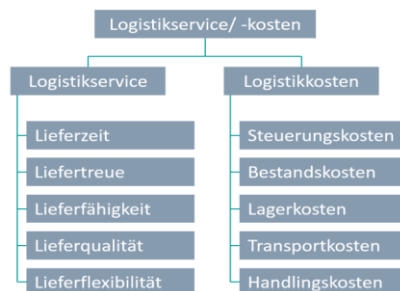 Logistikservice/ -kosten
Logistikservice
Lieferzeit
Liefertreue
Lieferfähigkeit
Lieferqualität
Lieferflexibilität
Logistikkosten
Steuerungskosten
Bestandskosten
Lagerkosten
Transportkosten
Handlingskosten